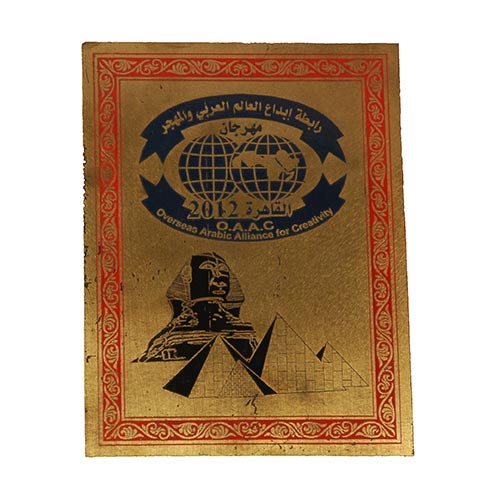 رابطة إبداع العالم العربي والمهجر
مهرجان
القاهرة 2012
O.A.A.C
Overseas Arabic Alliance for Creativity